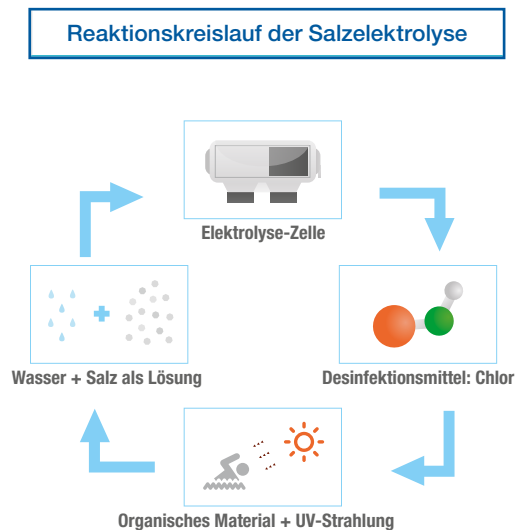 Reaktionskreislauf der Salzelektrolyse
Elektrolyse-Zelle
Wasser + Salz als Lösung
Desinfektionsmittel: Chlor
Organisches Material + UV-Strahlung